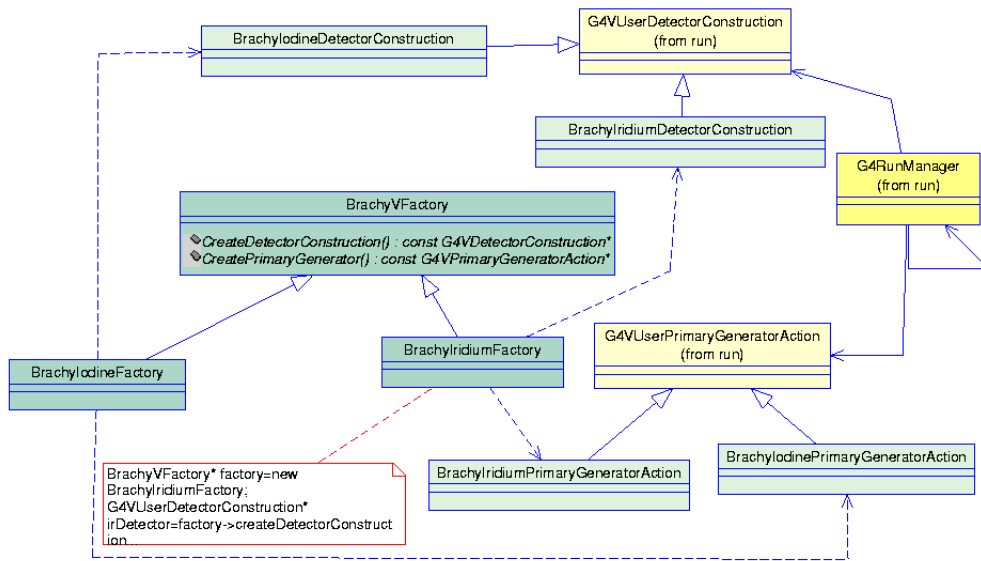 G4VUserDetectorConstruction
(from run)
BrachyIodineDetectorConstruction
BrachyIridiumDetectorConstruction
G4RunManager
(from run)
BrachyVFactory
CreateDetectorConstruction() : const G4VDetectorConstruction*
CreatePrimaryGenerator() : const G4VPrimaryGeneratorAction*
G4VUserPrimaryGeneratorAction
(from run)
BrachyIridiumFactory
BrachyIodineFactory
BrachyIridiumPrimaryGeneratorAction
BrachyIodinePrimaryGeneratorAction
BrachyVFactory* factory=new
BrachyIridiumFactory;
G4VUserDetectorConstruction*
irDetector=factory->createDetectorConstruct
ion...